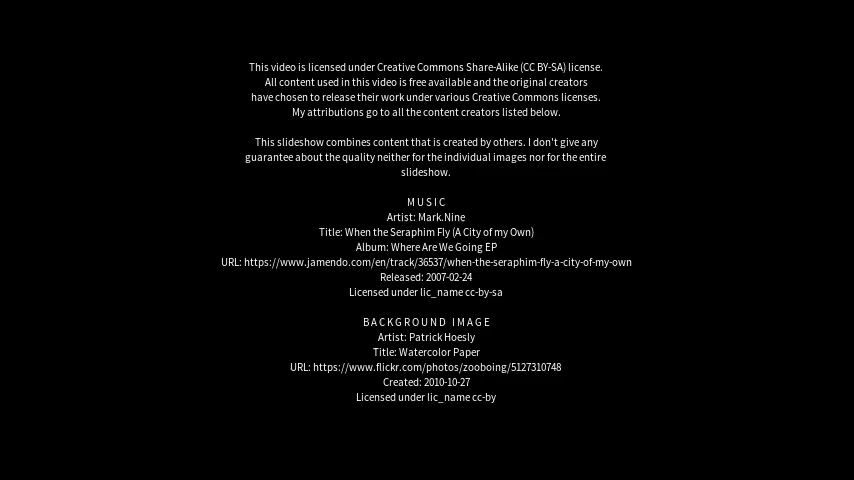 This video is licensed under Creative Commons Share-Alike (CC BY-SA) license.
All content used in this video is free available and the original creators
have chosen to release their work under various Creative Commons licenses.
My attributions go to all the content creators listed below.
This slideshow combines content that is created by others. I don't give any
guarantee about the quality neither for the individual images nor for the entire
slideshow.
MUSIC
Artist: Mark.Nine
Title: When the Seraphim Fly (A City of my Own)
Album: Where Are We Going EP
URL: https://www.jamendo.com/en/track/36537/when-the-seraphim-fly-a-city-of-my-own
Released: 2007-02-24
Licensed under lic_name cc-by-sa
BACKGROUND IMAGE
Artist: Patrick Hoesly
Title: Watercolor Paper
URL: https://www.flickr.com/photos/zooboing/5127310748
Created: 2010-10-27
Licensed under lic_name cc-by